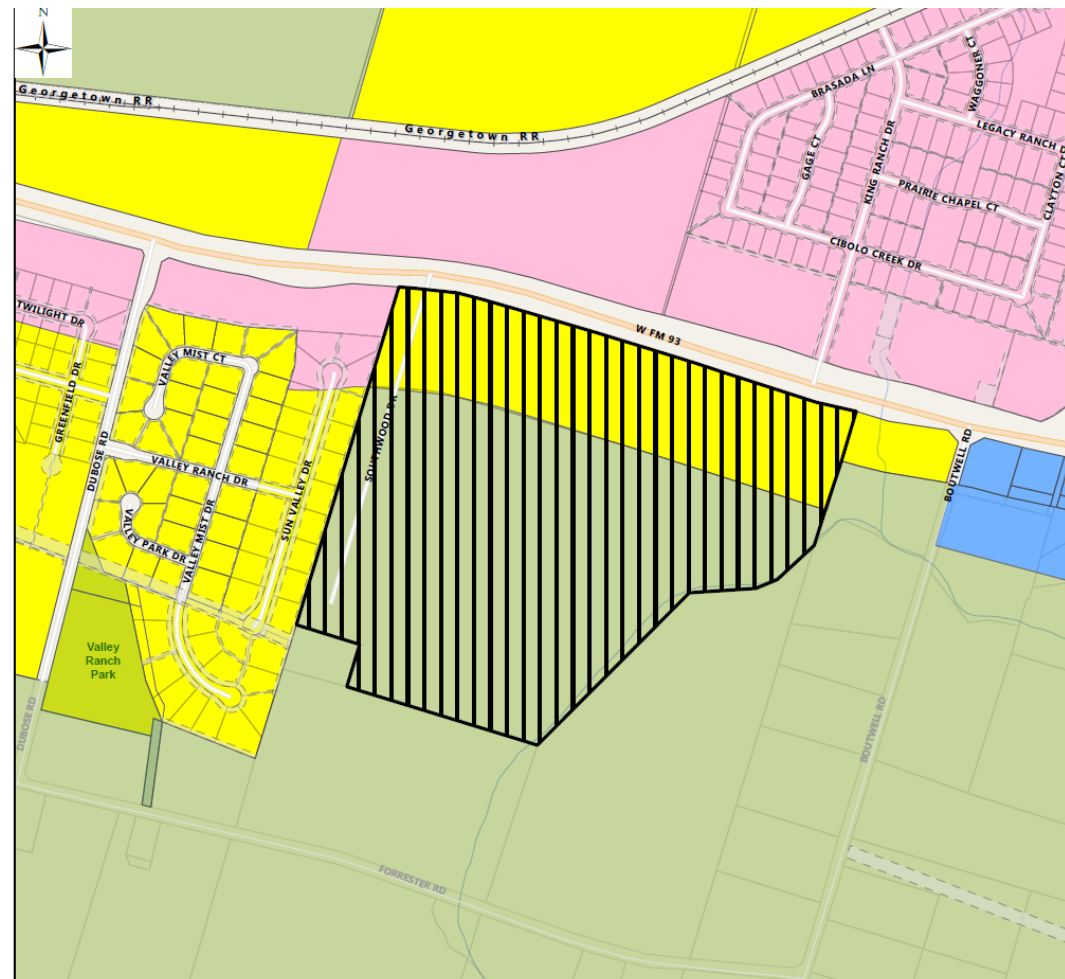 N
Georgetown RR
Georgetown RR
BRASADA LN
WAGGONER CT
GAGE CT
KING RANCH DR
LEGACY RANCH D
PRAIRIE CHAPEL CT
CLAYTON CT
CIBOLO CREEK DR
W FM 93
TWILIGHT DR
GREENFIELD DR
VALLEY MIST CT
DUBOSE RD
VALLEY RANCH DR
SUN VALLEY DR
SOUTHWOOD DR
VALLEY MIST DR
VALLEY PARK DR
BOUTWELL RD
Valley
Ranch
Park
DUBOSE RD
BOUTWELL RD
FORRESTER RD